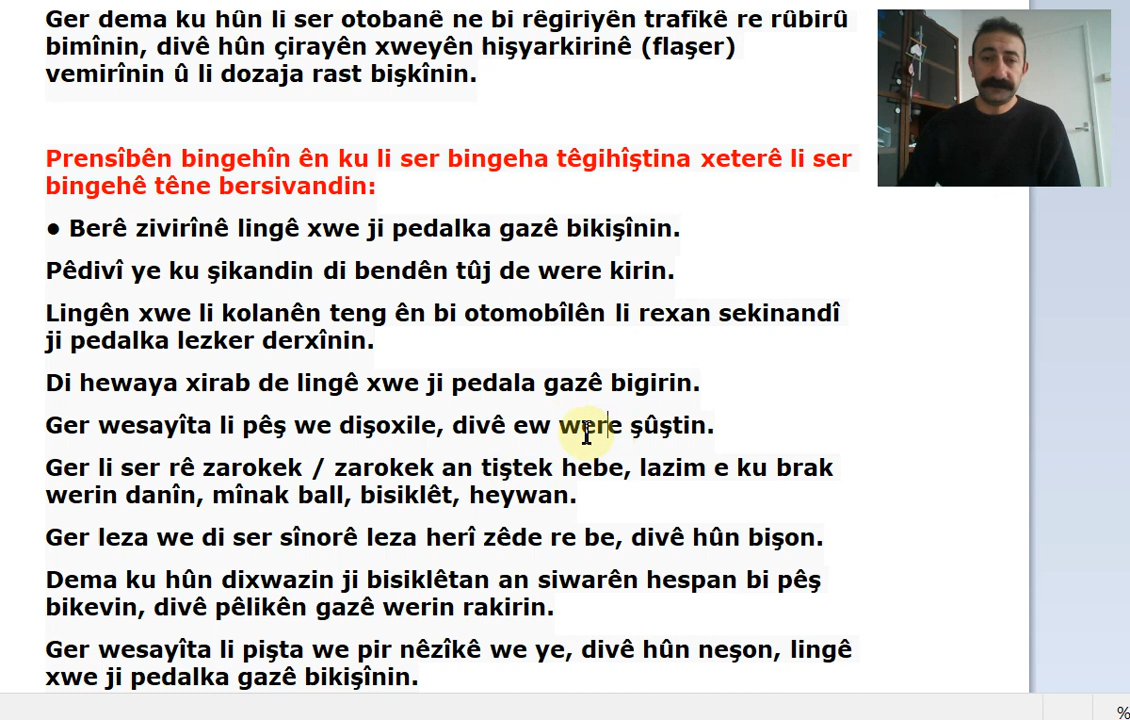 Ger dema ku hûn li ser otobanê ne bi rêgiriyên trafîkê re rûbirû
bimînin, divê hûn çirayên xweyên hişyarkirinê (flaşer)
vemirînin û li dozaja rast bişkînin.
Prensîbên bingehîn ên ku li ser bingeha têgihîştina xeterê li ser
bingehê têne bersivandin:
● Berê zivirînê lingê xwe ji pedalka gazê bikişînin.
Pêdivî ye ku şikandin di bendên tûj de were kirin.
Lingên xwe li kolanên teng ên bi otomobîlên li rexan sekinandî
ji pedalka lezker derxînin.
Di hewaya xirab de lingê xwe ji pedala gazê bigirin.
Ger wesayîta li pêş we dişoxile, divê ew were şûştin.
Ger li ser rê zarokek / zarokek an tiştek hebe, lazim e ku brak
werin danîn, mînak ball, bisiklêt, heywan.
Ger leza we di ser sînorê leza herî zêde re be, divê hûn bişon.
Dema ku hûn dixwazin ji bisiklêtan an siwarên hespan bi pêş
bikevin, divê pêlikên gazê werin rakirin.
Ger wesayîta li pişta we pir nêzîkê we ye, divê hûn neşon, lingê
xwe ji pedalka gazê bikişînin.
%